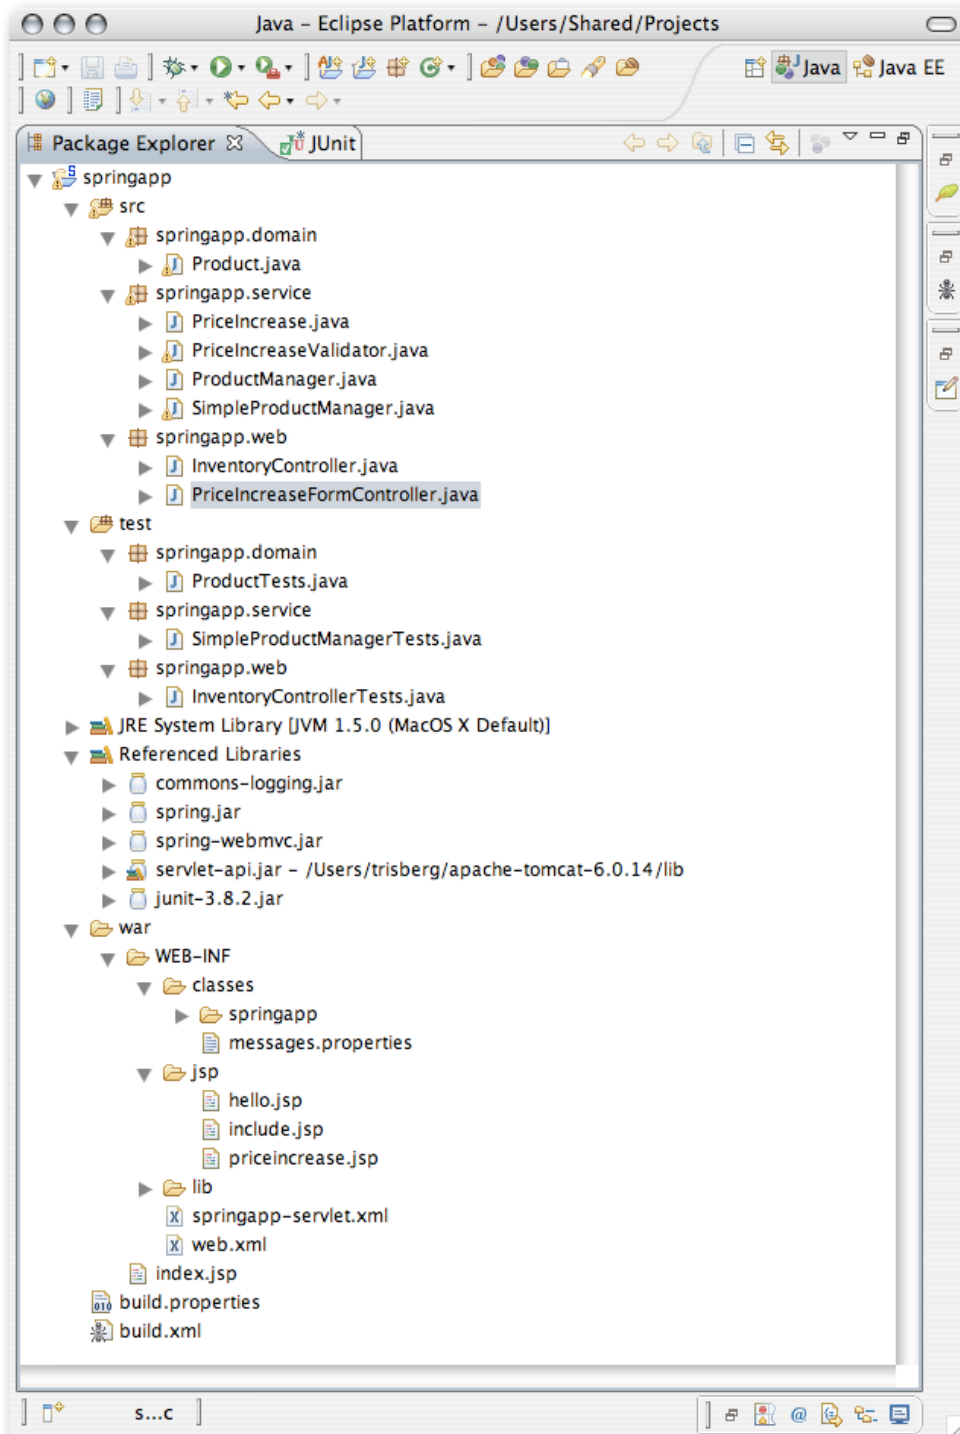 Java – Eclipse Platform – /Users/Shared/Projects
Java Java EE
Package Explorer JUnit
springapp
src
springapp.domain
Product.java
springapp.service
PriceIncrease.java
PriceIncreaseValidator.java
ProductManager.java
SimpleProductManager.java
springapp.web
InventoryController.java
PriceIncreaseFormController.java
test
springapp.domain
ProductTests.java
springapp.service
SimpleProductManagerTests.java
springapp.web
InventoryControllerTests.java
JRE System Library [JVM 1.5.0 (MacOS X Default)]
Referenced Libraries
commons-logging.jar
spring.jar
spring-webmvc.jar
servlet-api.jar – /Users/trisberg/apache-tomcat-6.0.14/lib
junit-3.8.2.jar
war
WEB-INF
classes
springapp
messages.properties
jsp
hello.jsp
include.jsp
priceincrease.jsp
lib
springapp-servlet.xml
web.xml
index.jsp
build.properties
build.xml
s...c